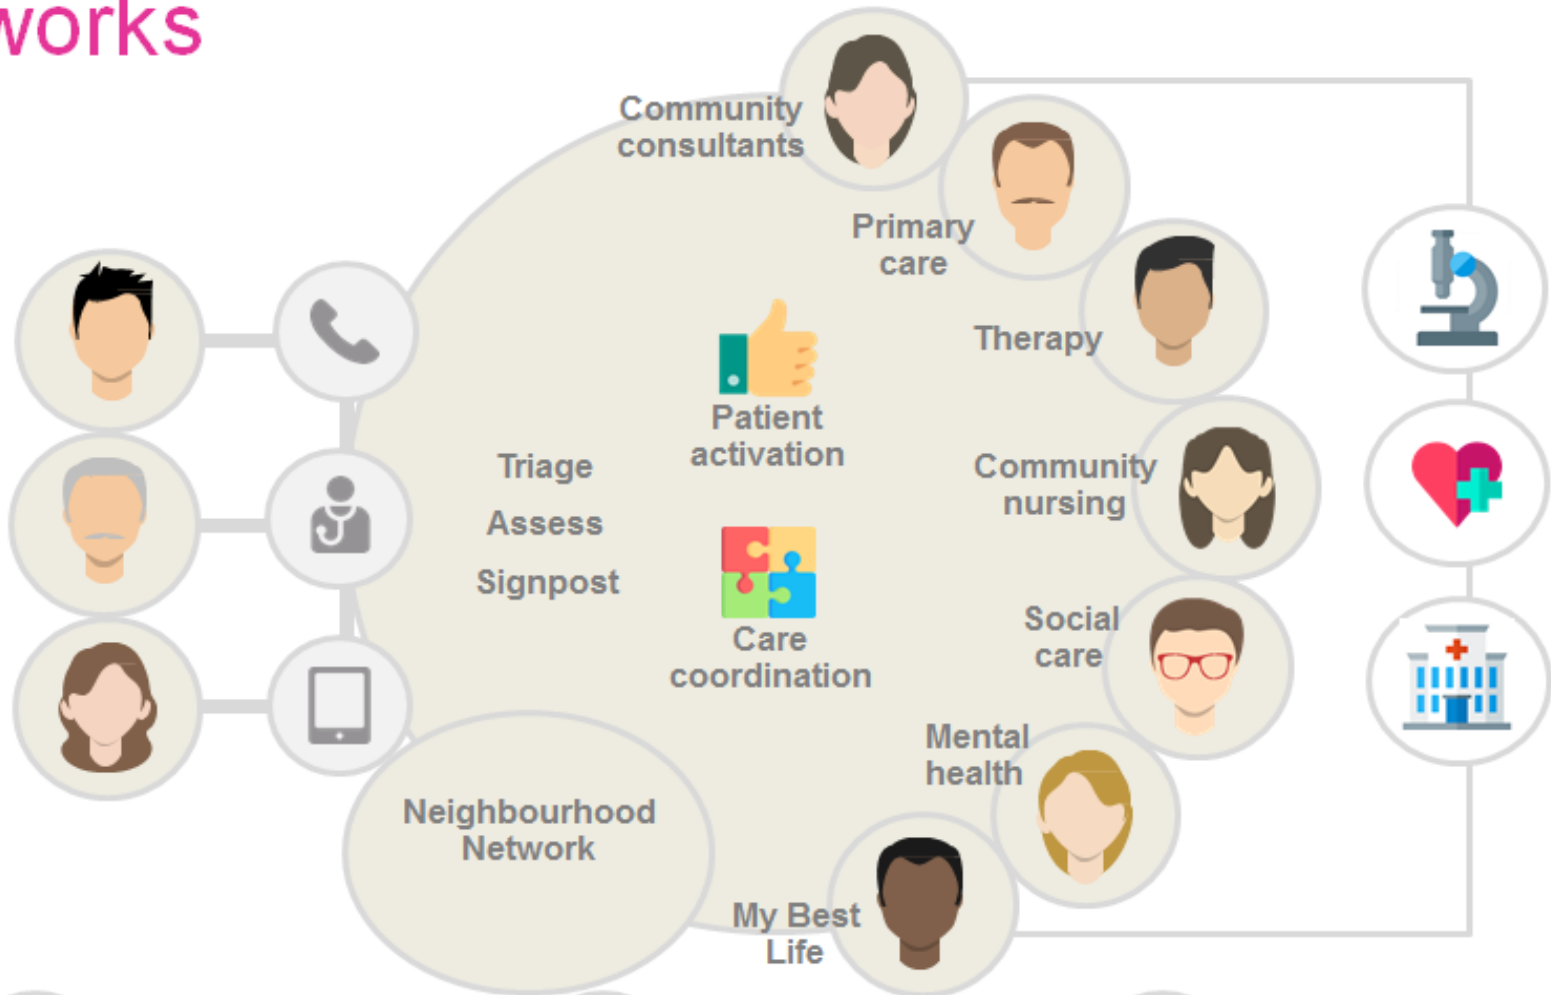 works
Community
consultants
Primary
care
Therapy
Patient
activation
Triage
Assess
Signpost
Community
nursing
Care
coordination
Social
care
Mental
health
Neighbourhood
Network
My Best
Life